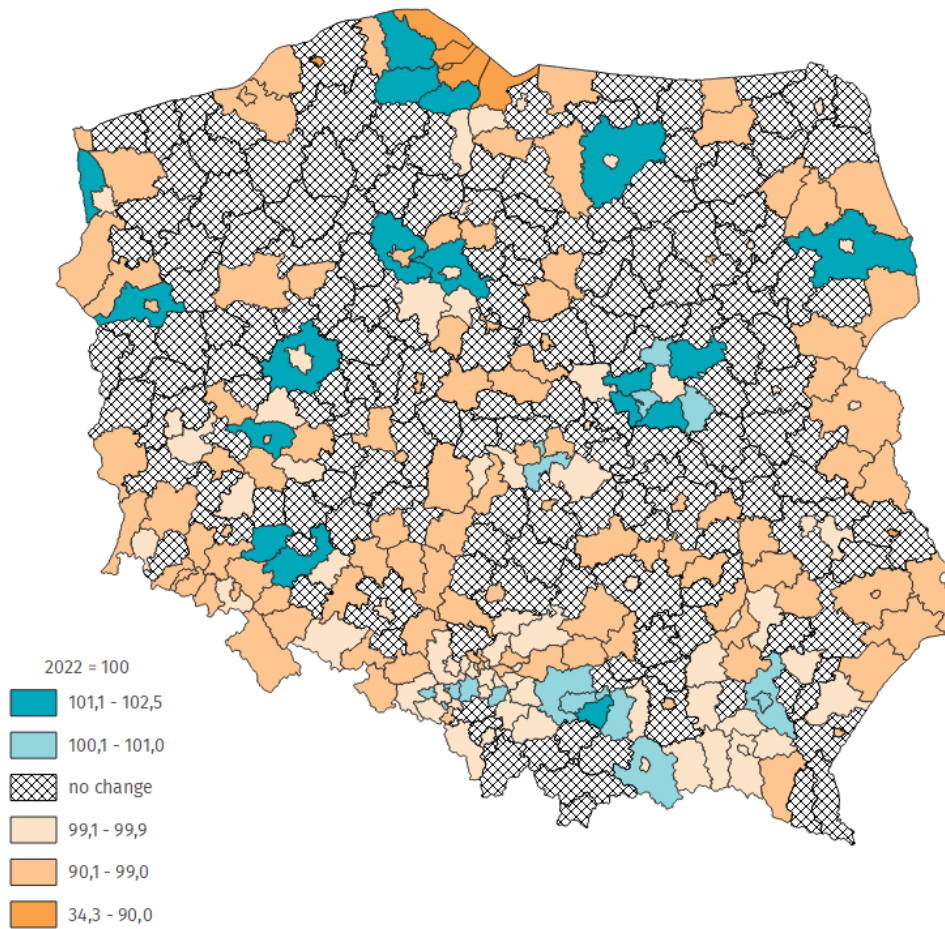 2022 = 100
101,1 - 102,5
100,1 - 101,0
no change
99,1 - 99,9
90,1 - 99,0
34,3 - 90,0